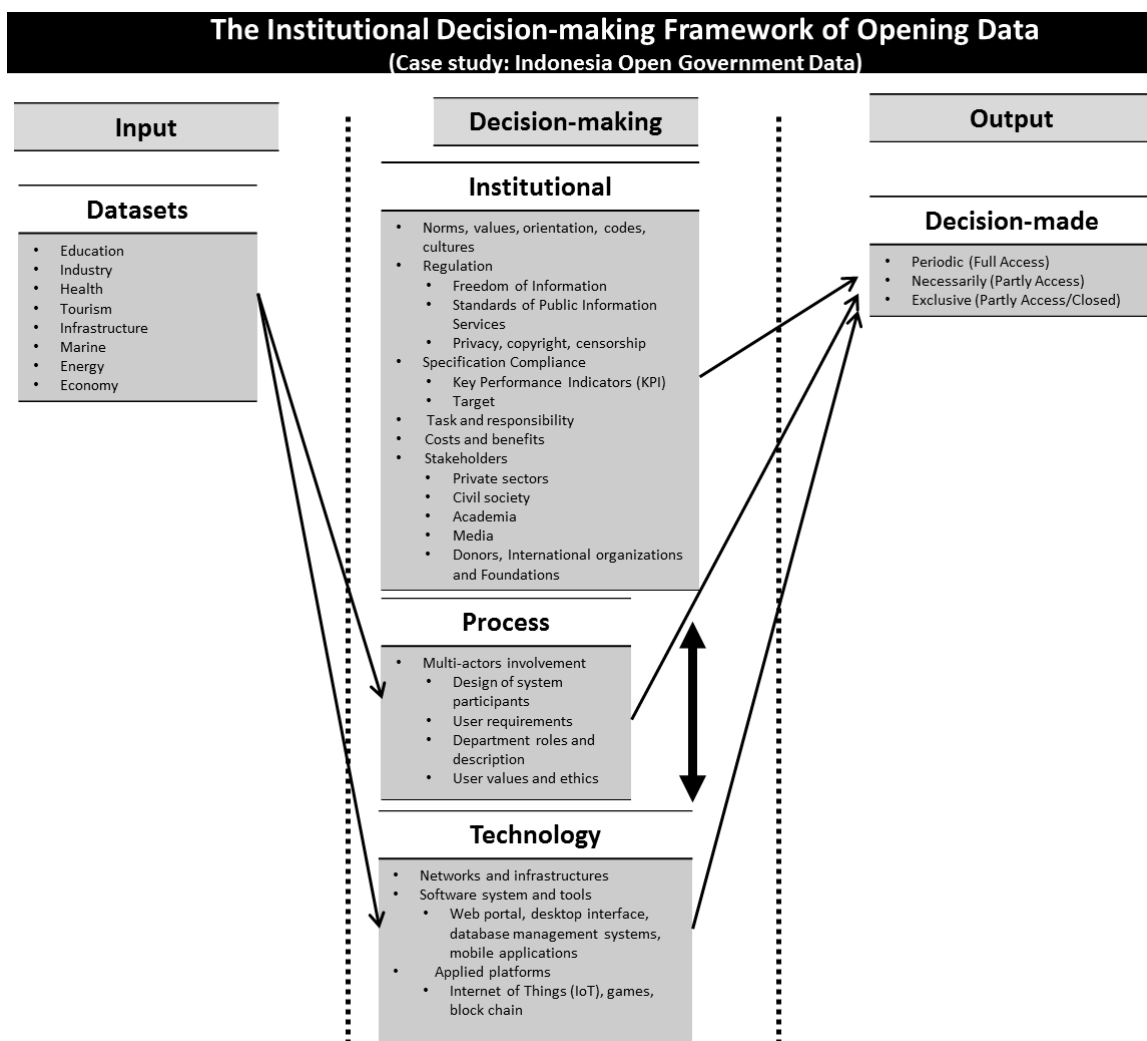 The Institutional Decision-making Framework of Opening Data
(Case study: Indonesia Open Government Data)
Input
Datasets
• Education
• Industry
• Health
• Tourism
• Infrastructure
• Marine
• Energy
• Economy
Decision-making
Institutional
• Norms, values, orientation, codes,
cultures
• Regulation
• Freedom of Information
• Standards of Public Information
Services
• Privacy, copyright, censorship
• Specification Compliance
• Key Performance Indicators (KPI)
• Target
• Task and responsibility
• Costs and benefits
• Stakeholders
• Private sectors
• Civil society
• Academia
• Media
• Donors, International organizations
and Foundations
Process
• Multi-actors involvement
• Design of system
participants
• User requirements
• Department roles and
description
• User values and ethics
Technology
• Networks and infrastructures
• Software system and tools
• Web portal, desktop interface,
database management systems,
mobile applications
• Applied platforms
• Internet of Things (IoT), games,
block chain
Output
Decision-made
• Periodic (Full Access)
• Necessarily (Partly Access)
• Exclusive (Partly Access/Closed)